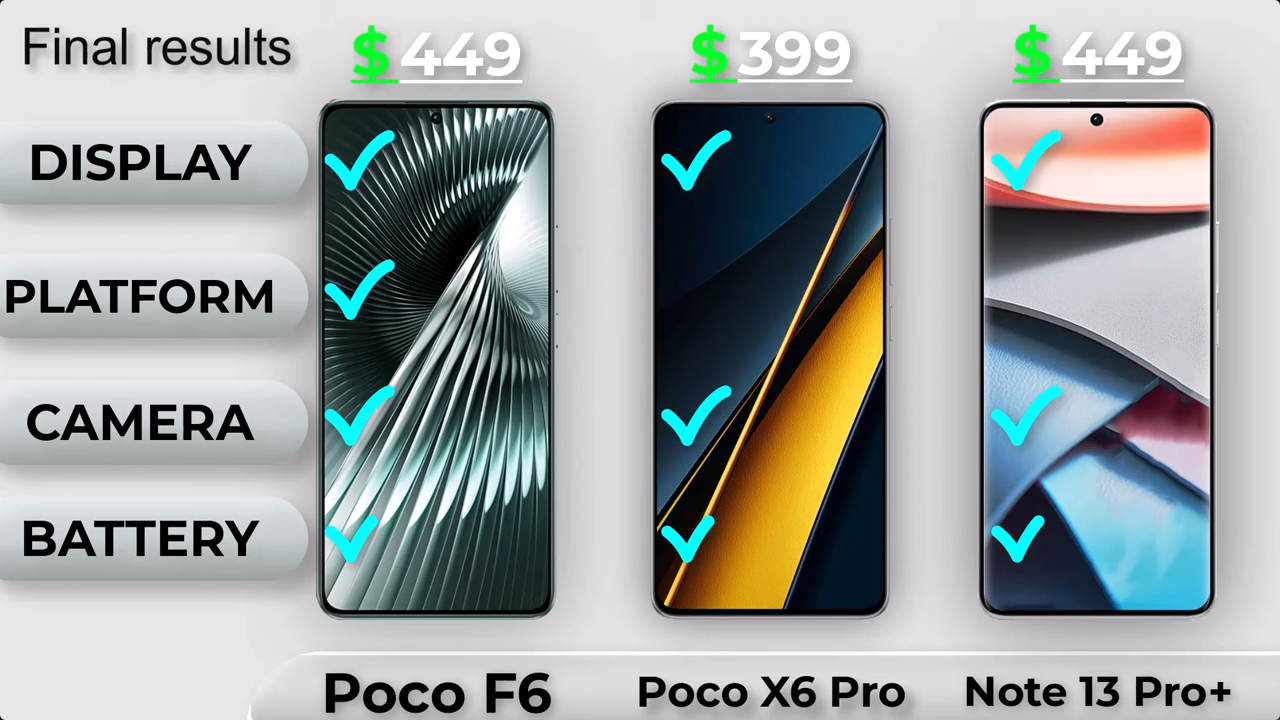 Final results
$ 449
$ 399
$ 449
DISPLAY
PLATFORM
CAMERA
BATTERY
Poco F6
Poco X6 Pro
Note 13 Pro+